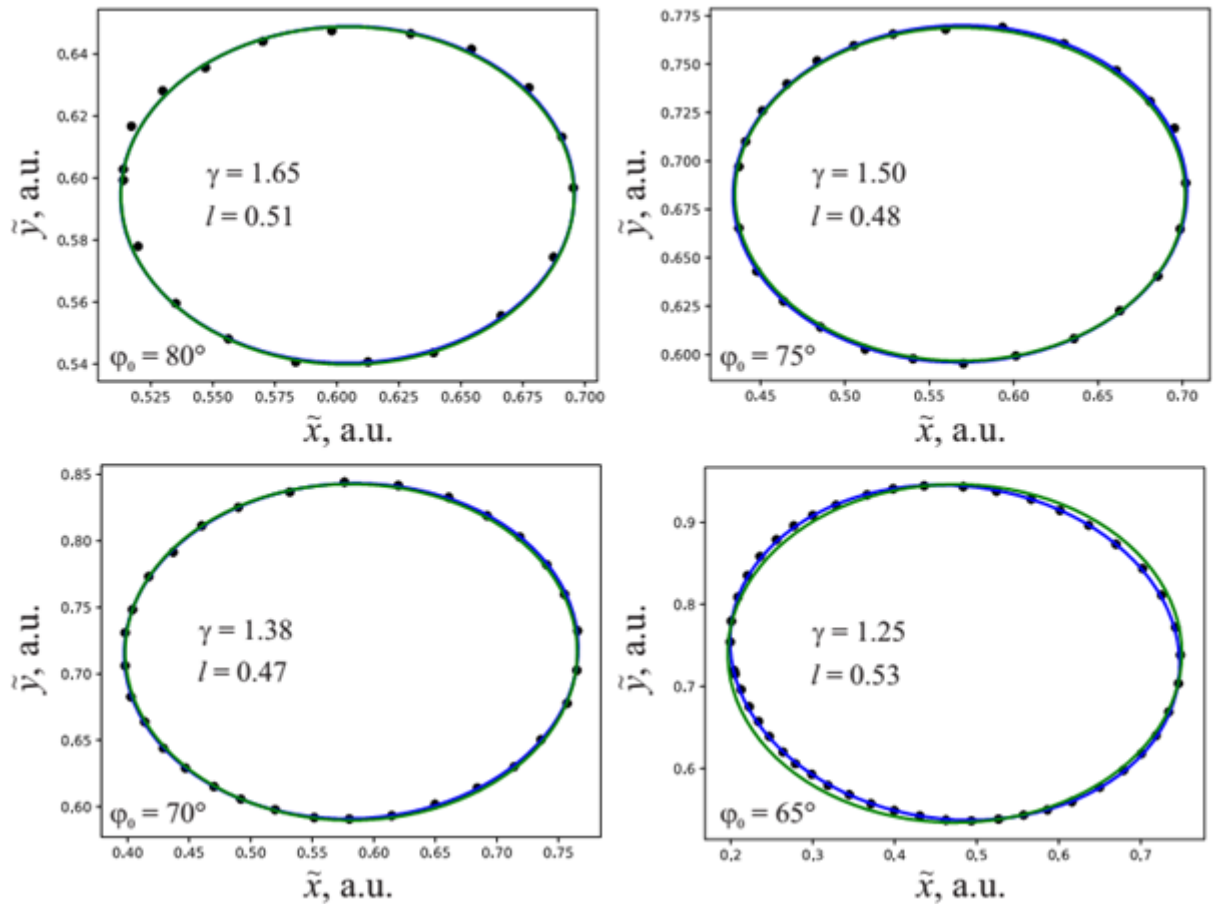 0.64
0.62
0.60
0.58
0.56
0.54
ỹ, a.u.
γ = 1.65
l = 0.51
φ₀ = 80°
0.525 0.550 0.575 0.600 0.625 0.650 0.675 0.700
x̃, a.u.
0.775
0.750
0.725
0.700
0.675
0.650
0.625
0.600
ỹ, a.u.
γ = 1.50
l = 0.48
φ₀ = 75°
0.45 0.50 0.55 0.60 0.65 0.70
x̃, a.u.
0.85
0.80
0.75
0.70
0.65
0.60
ỹ, a.u.
γ = 1.38
l = 0.47
φ₀ = 70°
0.40 0.45 0.50 0.55 0.60 0.65 0.70 0.75
x̃, a.u.
0.9
0.8
0.7
0.6
ỹ, a.u.
γ = 1.25
l = 0.53
φ₀ = 65°
0.2 0.3 0.4 0.5 0.6 0.7
x̃, a.u.